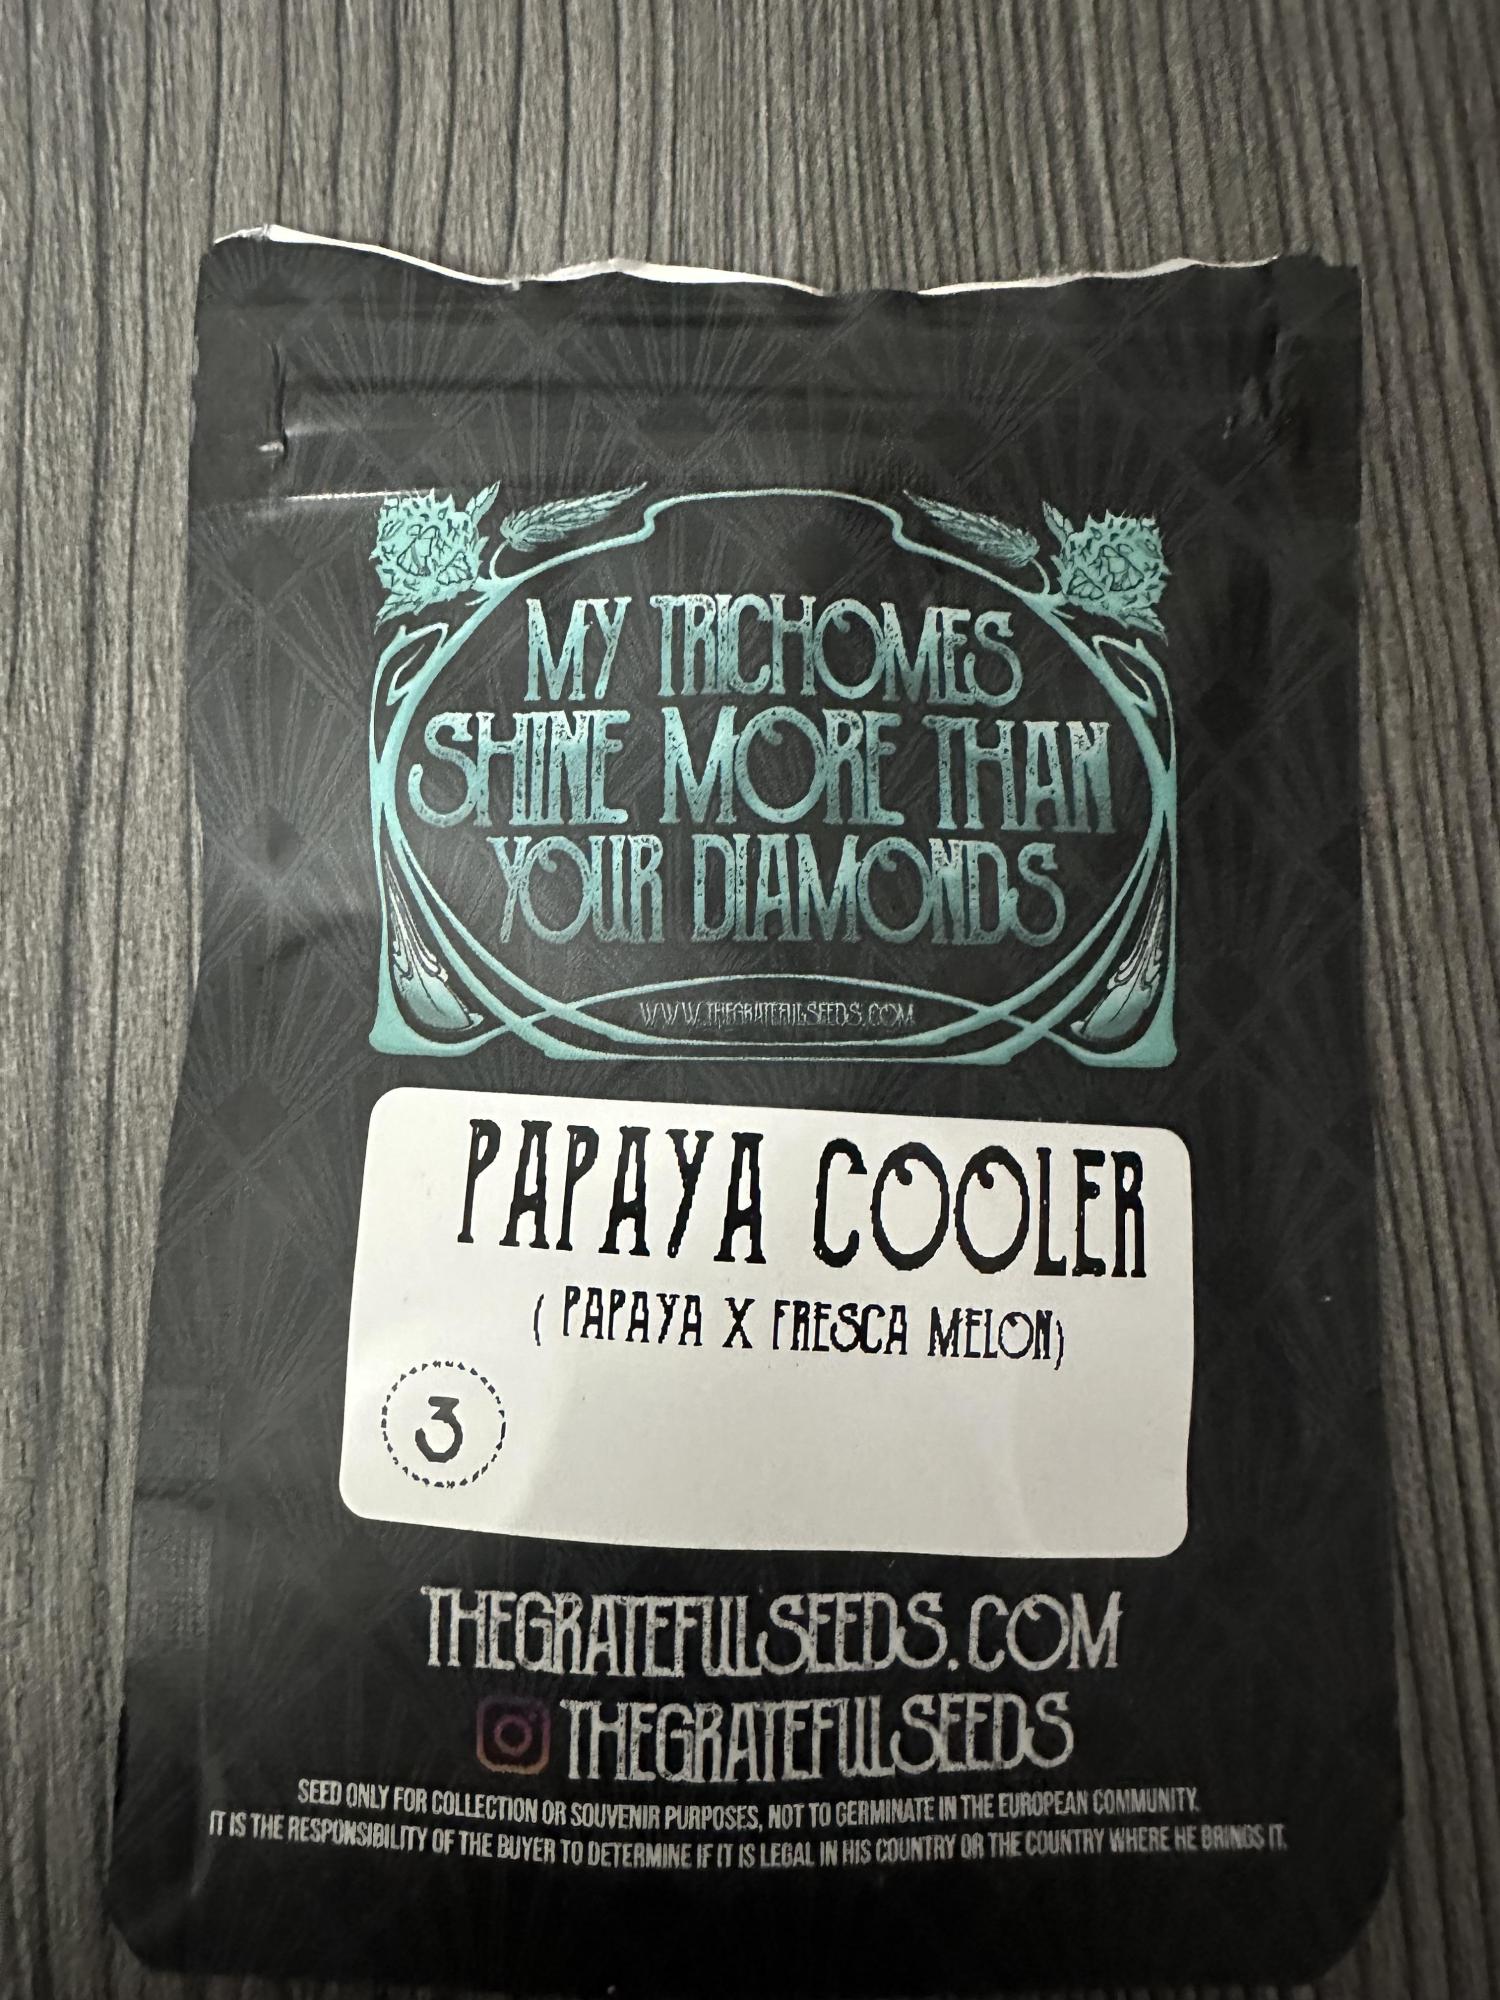 MY TRICHOMES
SHINE MORE THAN
YOUR DIAMONDS
WWW.THEGRATEFULSEEDS.COM
PAPAYA COOLER
( PAPAYA X FRESCA MELON)
3
THEGRATEFULSEEDS.COM
THEGRATEFULSEEDS
SEED ONLY FOR COLLECTION OR SOUVENIR PURPOSES, NOT TO GERMINATE IN THE EUROPEAN COMMUNITY.
IT IS THE RESPONSIBILITY OF THE BUYER TO DETERMINE IF IT IS LEGAL IN HIS COUNTRY OR THE COUNTRY WHERE HE BRINGS IT.